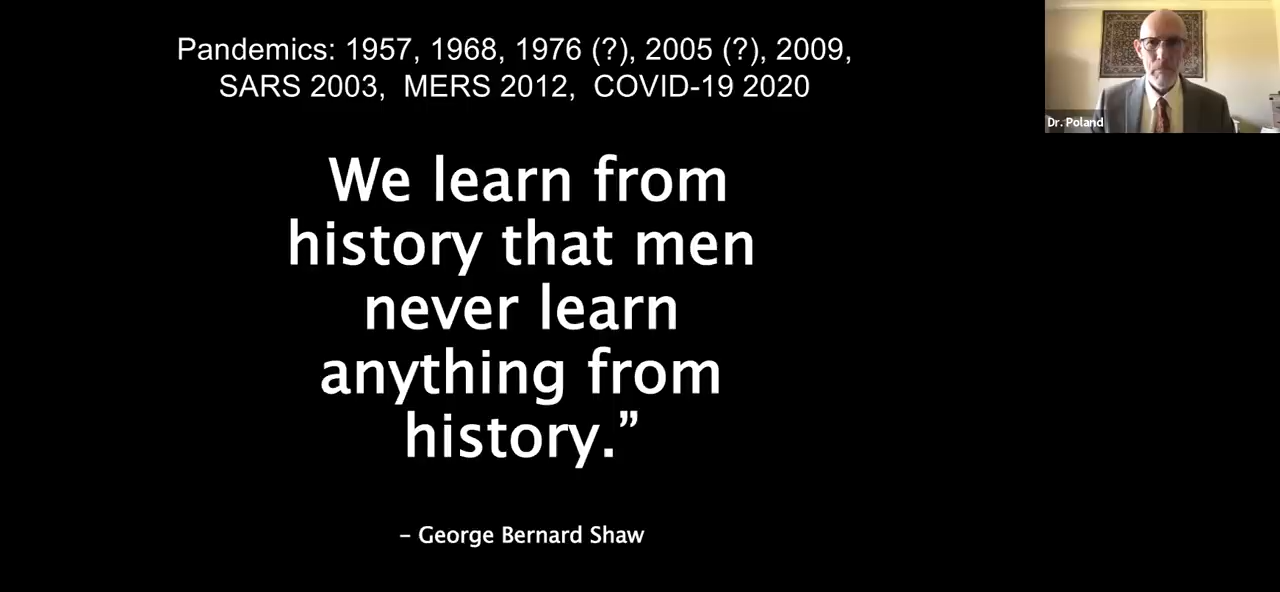 Pandemics: 1957, 1968, 1976 (?), 2005 (?), 2009,
SARS 2003, MERS 2012, COVID-19 2020
We learn from
history that men
never learn
anything from
history.”
– George Bernard Shaw
Dr. Poland